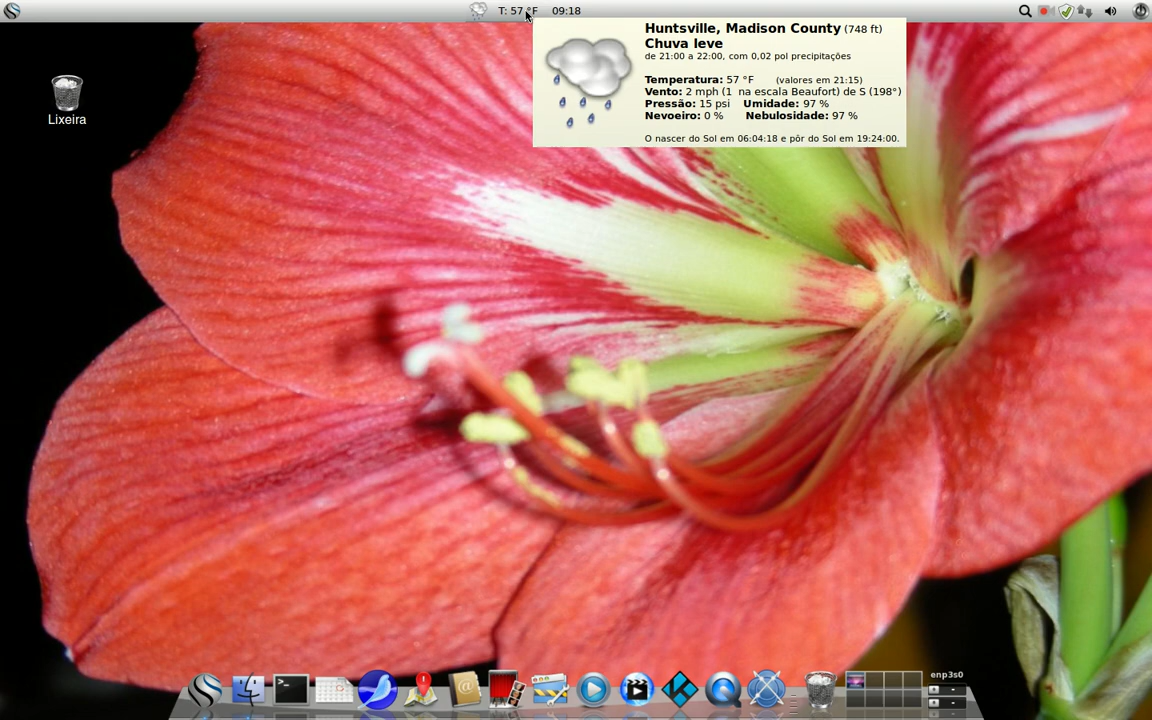 T: 57 °F 09:18
Huntsville, Madison County (748 ft)
Chuva leve
de 21:00 a 22:00, com 0,02 pol precipitações
Temperatura: 57 °F (valores em 21:15)
Vento: 2 mph (1 na escala Beaufort) de S (198°)
Pressão: 15 psi Umidade: 97 %
Nevoeiro: 0 % Nebulosidade: 97 %
O nascer do Sol em 06:04:18 e pôr do Sol em 19:24:00.
Lixeira
enp3s0